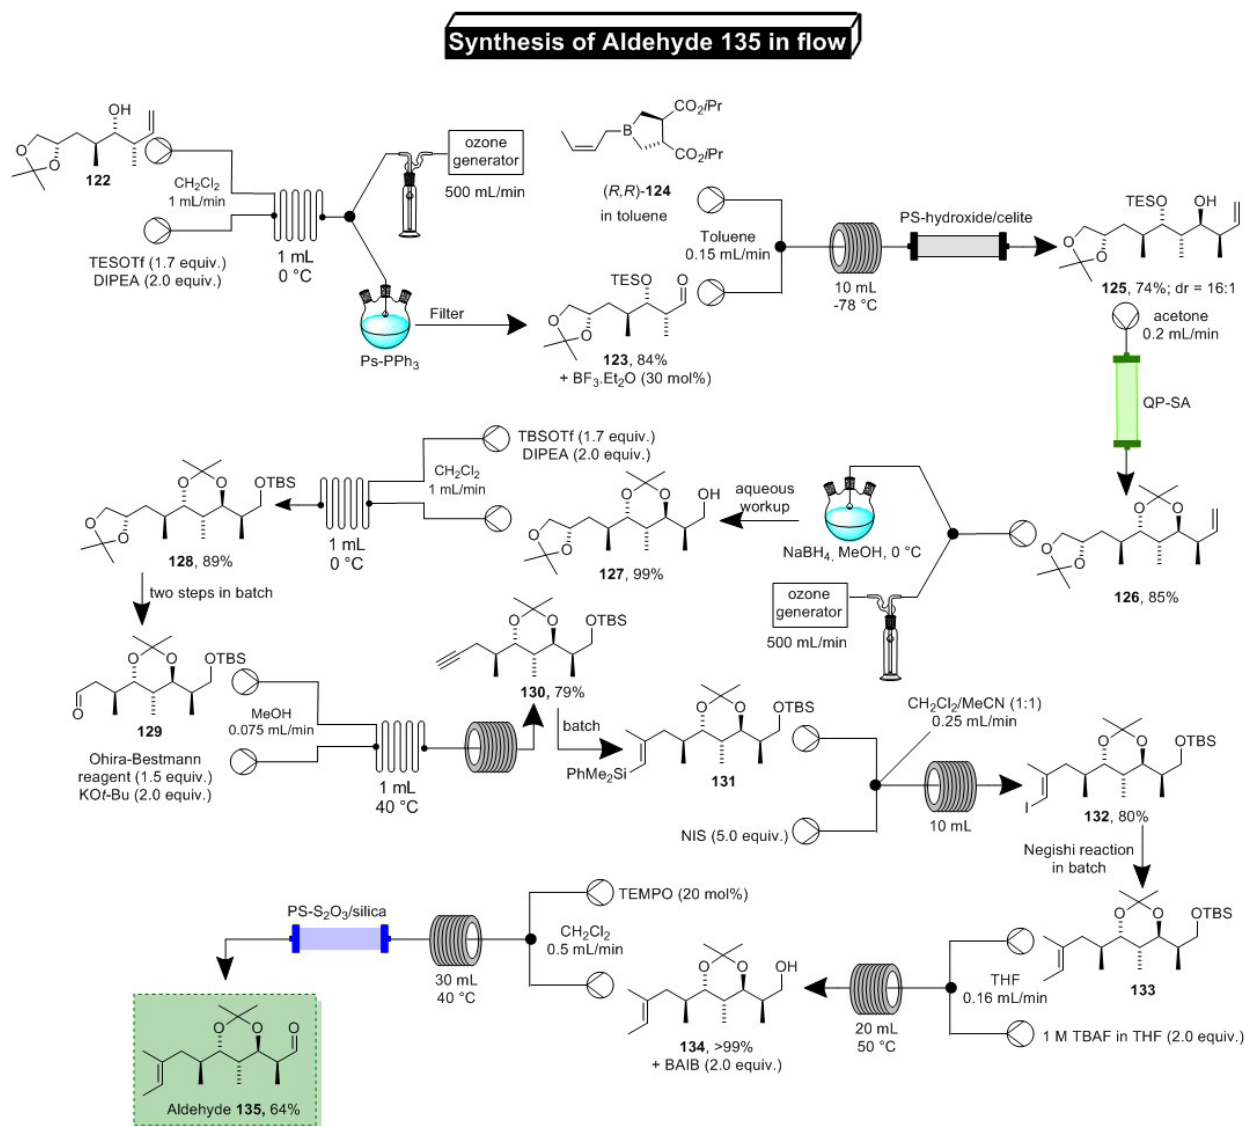 Synthesis of Aldehyde 135 in flow
OH
O
O
122
CH2Cl2
1 mL/min
TESOTf (1.7 equiv.)
DIPEA (2.0 equiv.)
1 mL
0 °C
ozone
generator
500 mL/min
Ps-PPh3
Filter
TESO
O
O
O
123, 84%
+ BF3.Et2O (30 mol%)
CO2iPr
B
CO2iPr
(R,R)-124
in toluene
Toluene
0.15 mL/min
10 mL
-78 °C
PS-hydroxide/celite
TESO
OH
O
O
125, 74%; dr = 16:1
acetone
0.2 mL/min
QP-SA
O
O
O
O
126, 85%
ozone
generator
500 mL/min
NaBH4, MeOH, 0 °C
aqueous
workup
O
O
OH
O
O
127, 99%
TBSOTf (1.7 equiv.)
DIPEA (2.0 equiv.)
CH2Cl2
1 mL/min
1 mL
0 °C
O
O
OTBS
O
O
128, 89%
two steps in batch
O
O
OTBS
O
129
MeOH
0.075 mL/min
Ohira-Bestmann
reagent (1.5 equiv.)
KOt-Bu (2.0 equiv.)
1 mL
40 °C
O
O
OTBS
130, 79%
batch
O
O
OTBS
PhMe2Si
131
CH2Cl2/MeCN (1:1)
0.25 mL/min
NIS (5.0 equiv.)
10 mL
O
O
OTBS
I
132, 80%
Negishi reaction
in batch
O
O
OTBS
133
THF
0.16 mL/min
1 M TBAF in THF (2.0 equiv.)
20 mL
50 °C
O
O
OH
134, >99%
+ BAIB (2.0 equiv.)
TEMPO (20 mol%)
CH2Cl2
0.5 mL/min
30 mL
40 °C
PS-S2O3/silica
O
O
O
Aldehyde 135, 64%